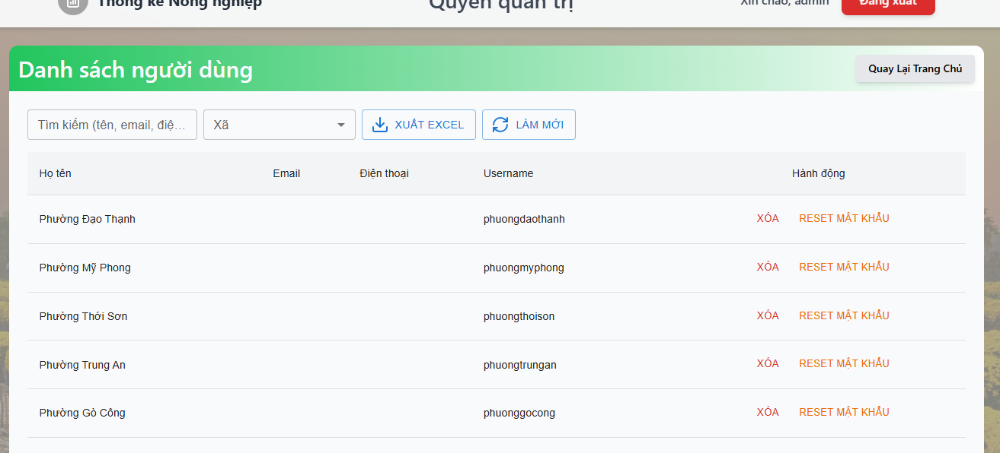 Thống kê Nông nghiệp
Quyền quản trị
Xin chào, admin
Đăng xuất
Danh sách người dùng
Quay Lại Trang Chủ
Tìm kiếm (tên, email, điệ...
Xã
XUẤT EXCEL
LÀM MỚI
Họ tên Email Điện thoại Username Hành động
Phường Đạo Thạnh phuongdaothanh XÓA RESET MẬT KHẨU
Phường Mỹ Phong phuongmyphong XÓA RESET MẬT KHẨU
Phường Thới Sơn phuongthoison XÓA RESET MẬT KHẨU
Phường Trung An phuongtrungan XÓA RESET MẬT KHẨU
Phường Gò Công phuonggocong XÓA RESET MẬT KHẨU